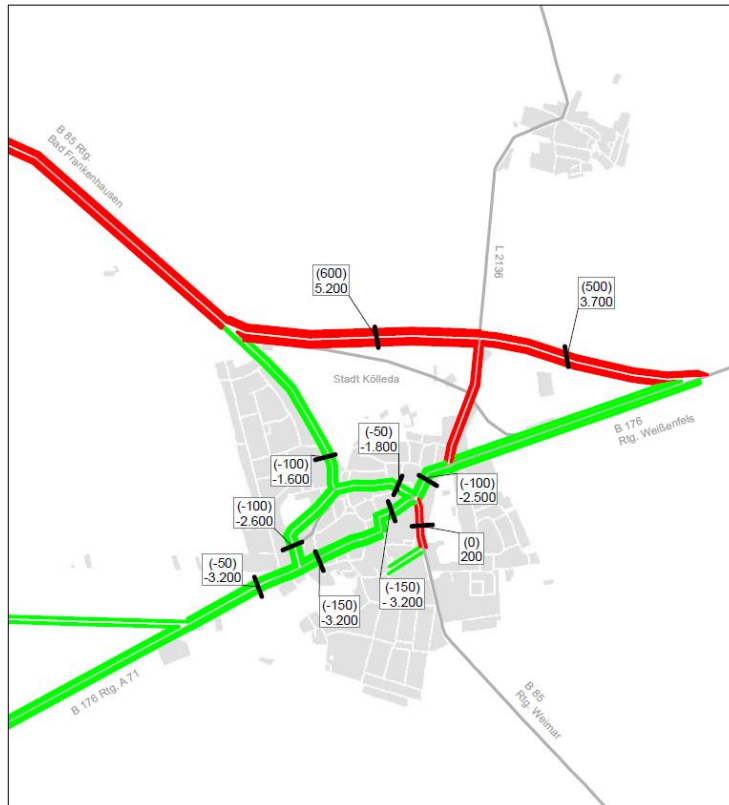 B 85 Rtg.
Bad Frankenhausen
L 2136
(600)
5.200
(500)
3.700
Stadt Kölleda
B 176
Rtg. Weißenfels
(-50)
-1.800
(-100)
-1.600
(-100)
-2.500
(-100)
-2.600
(0)
200
(-50)
-3.200
(-150)
-3.200
(-150)
- 3.200
B 176 Rtg. A 71
B 85
Rtg. Weimar